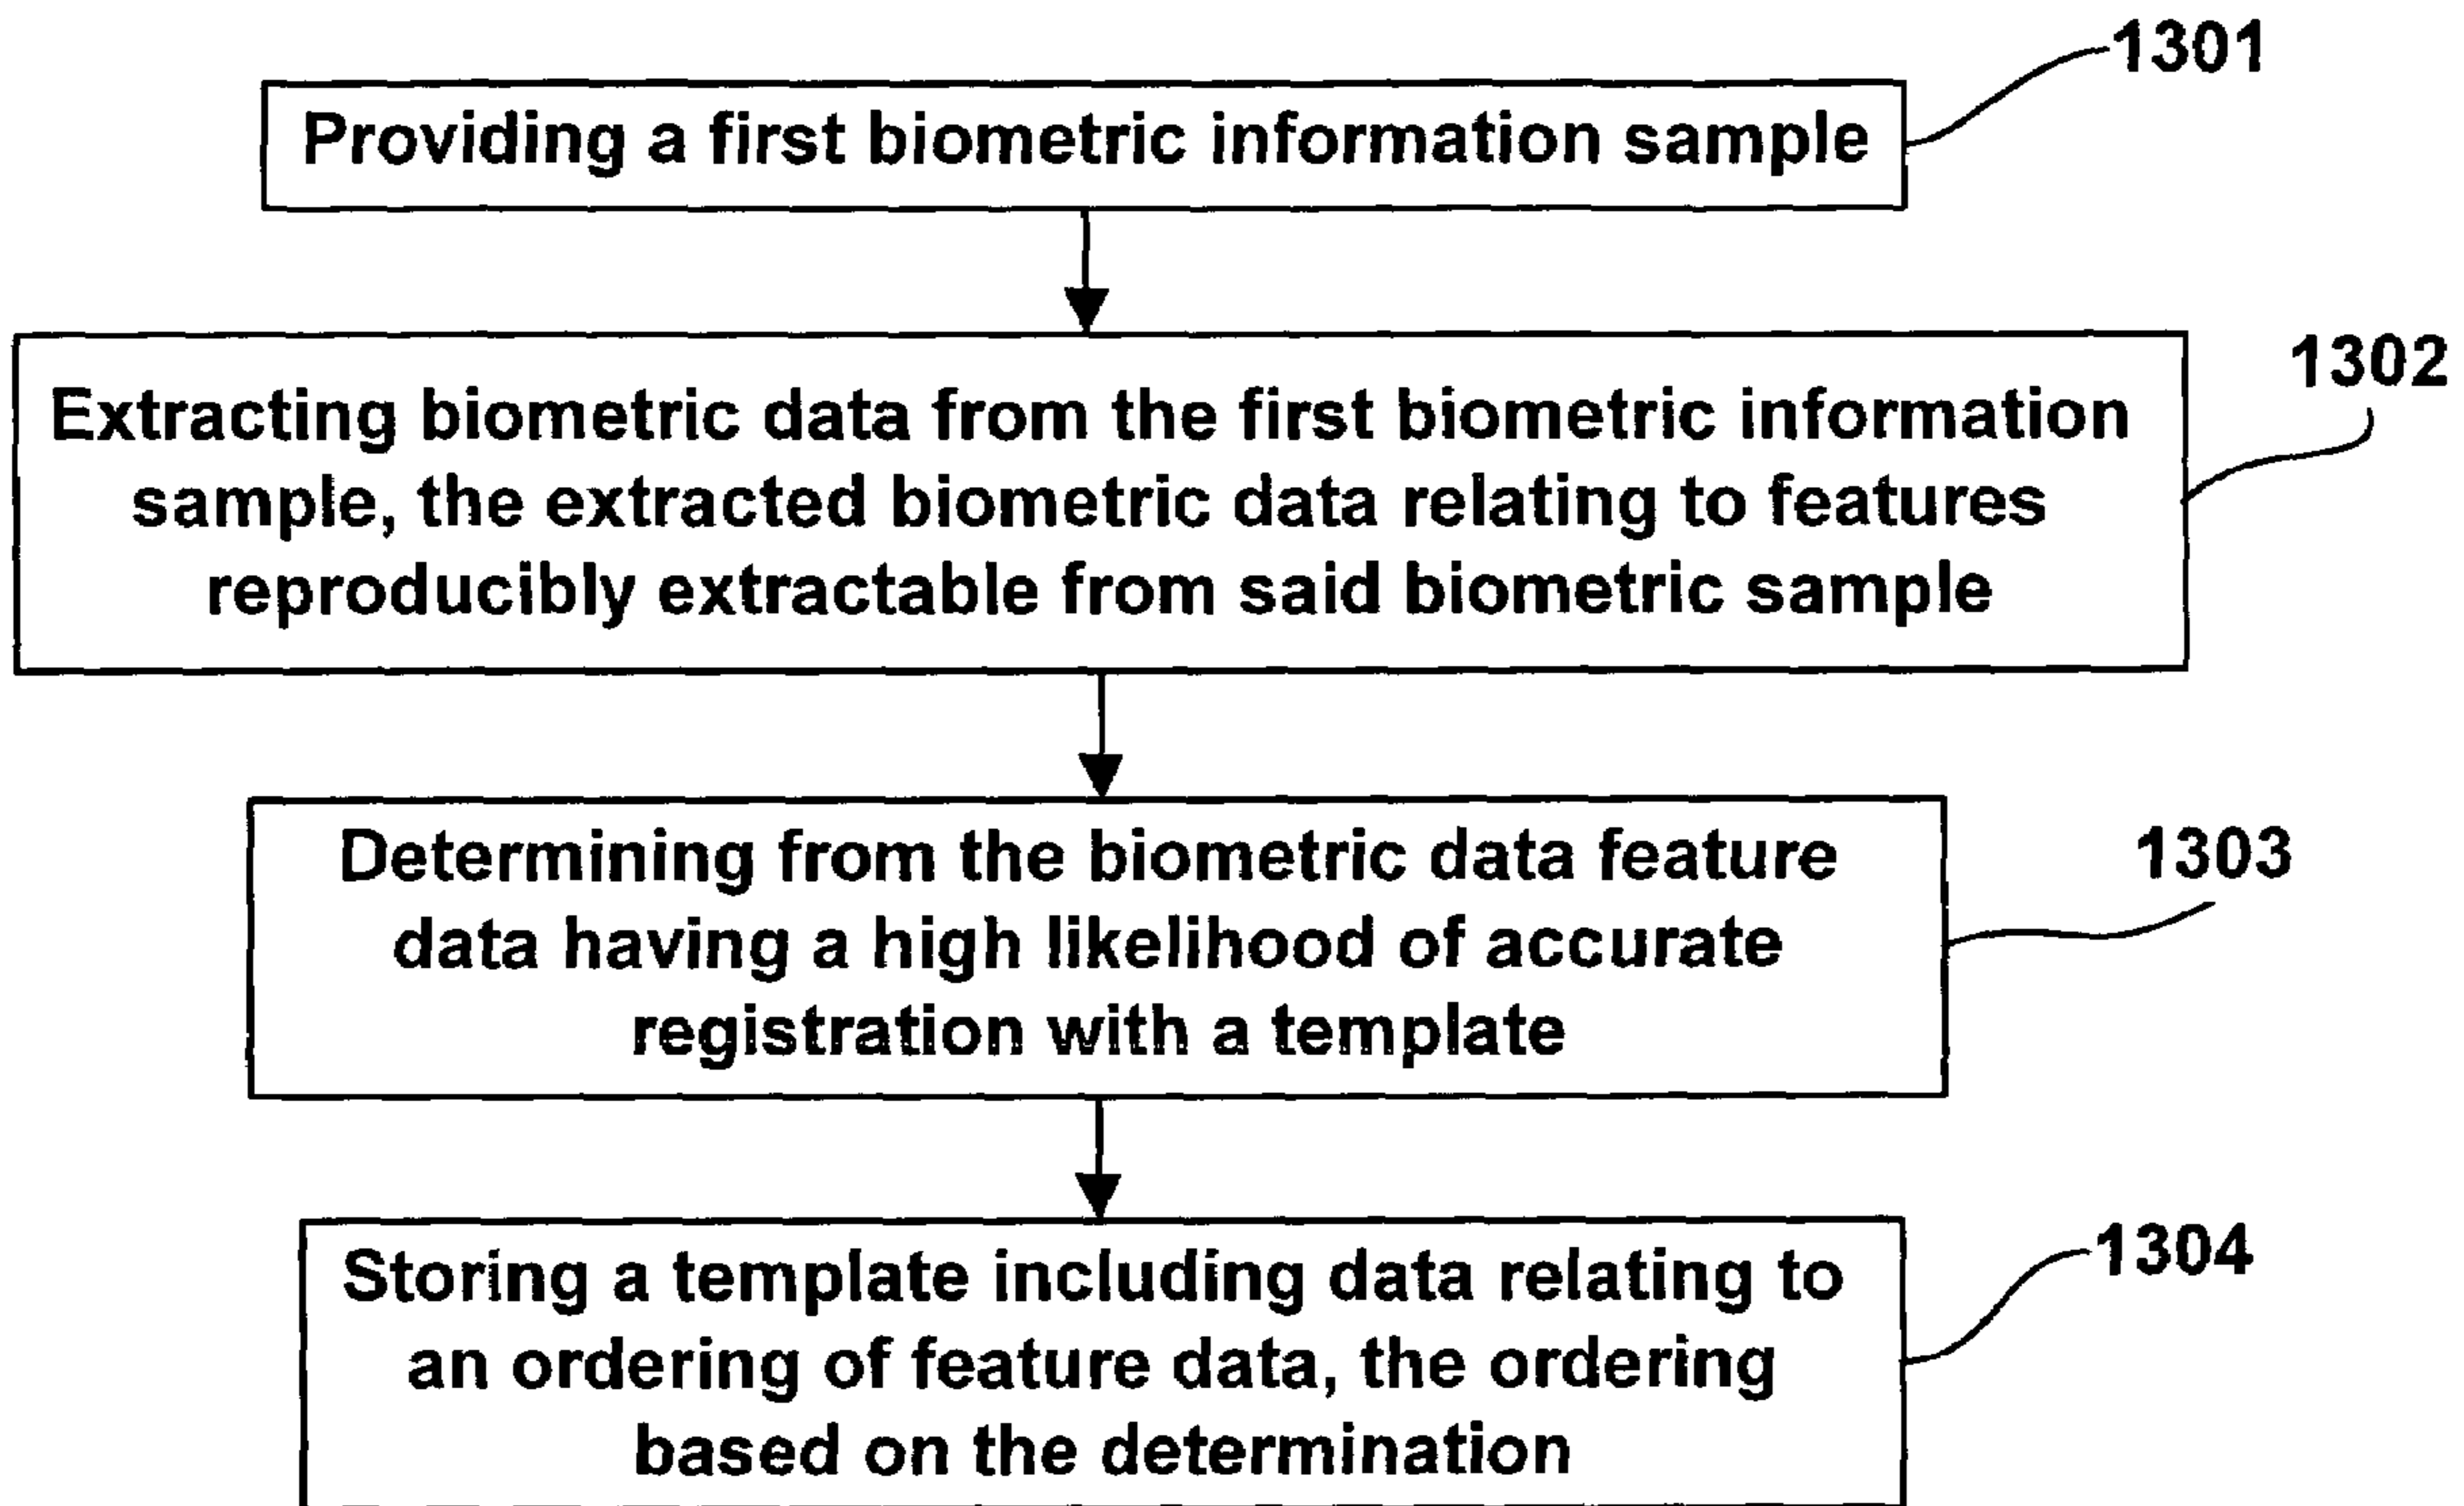 1301
Providing a first biometric information sample
1302
Extracting biometric data from the first biometric information
sample, the extracted biometric data relating to features
reproducibly extractable from said biometric sample
Determining from the biometric data feature
1303
data having a high likelihood of accurate
registration with a template
1304
Storing a template including data relating to
an ordering of feature data, the ordering
based on the determination